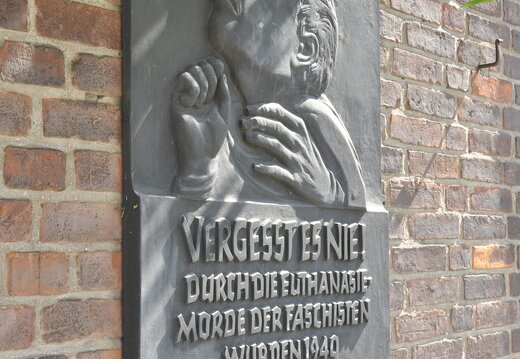 VERGESST ES NIE!
DURCH DIE EUTHANASIE-
MORDE DER FASCHISTEN
WURDEN 1940